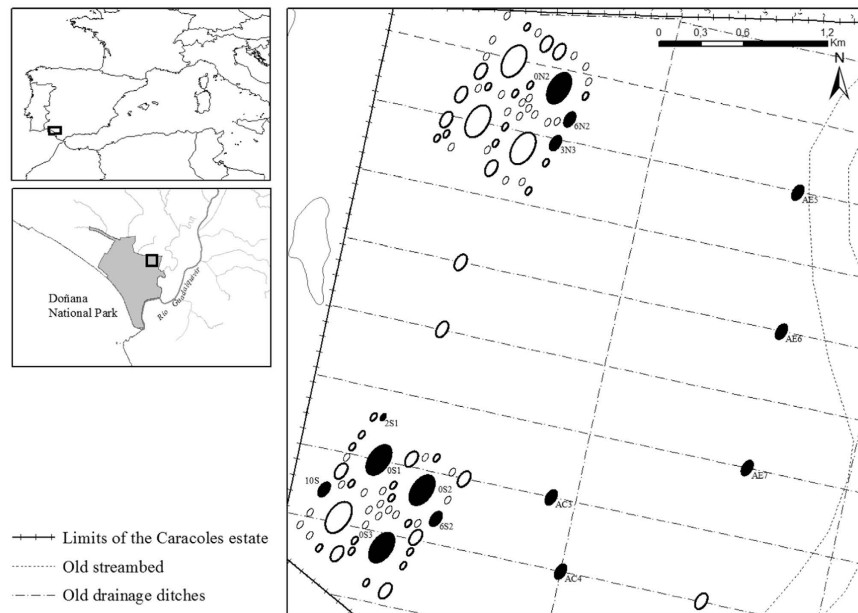 0 0,3 0,6 1,2
Km
N
0N2
6N2
3N3
AE5
AE6
AE7
2S1
0S1
10S
0S2
6S2
0S3
AC3
AC4
Doñana
National Park
Río Guadalquivir
Limits of the Caracoles estate
Old streambed
Old drainage ditches